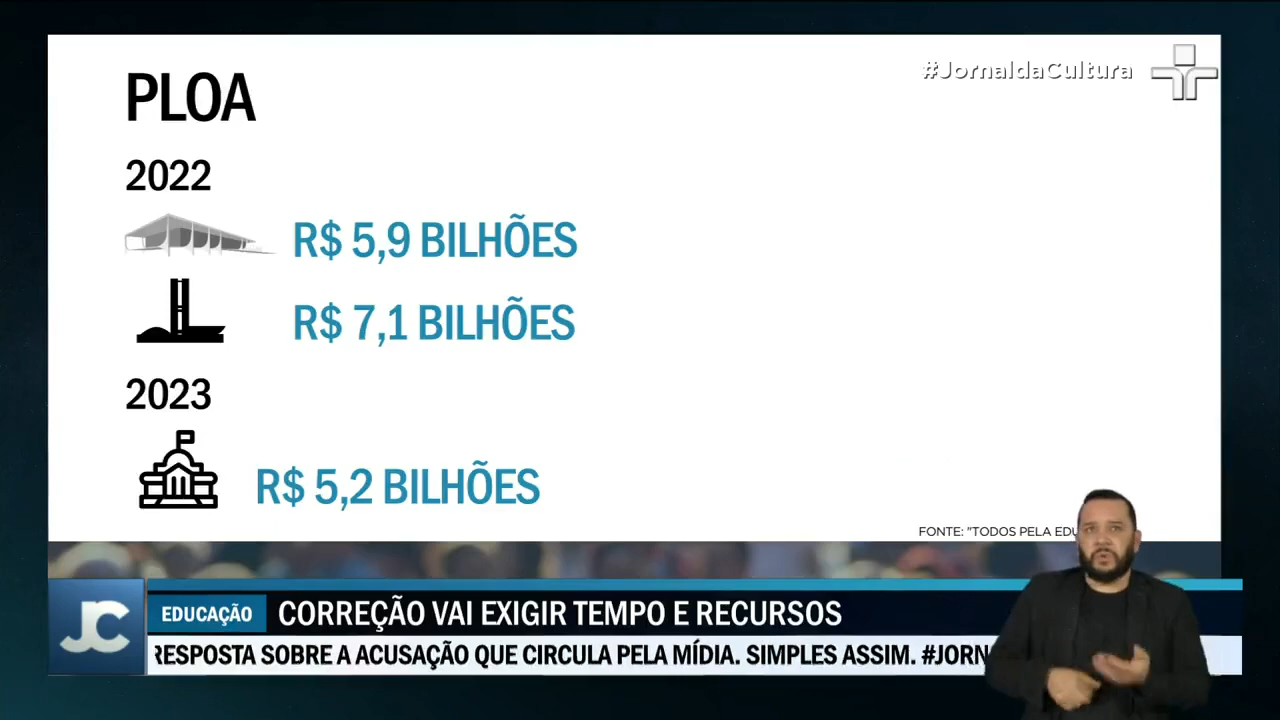 #JornaldaCultura
PLOA
2022
R$ 5,9 BILHÕES
R$ 7,1 BILHÕES
2023
R$ 5,2 BILHÕES
FONTE: "TODOS PELA
JC
EDUCAÇÃO
CORREÇÃO VAI EXIGIR TEMPO E RECURSOS
RESPOSTA SOBRE A ACUSAÇÃO QUE CIRCULA PELA MÍDIA. SIMPLES ASSIM. #JORN